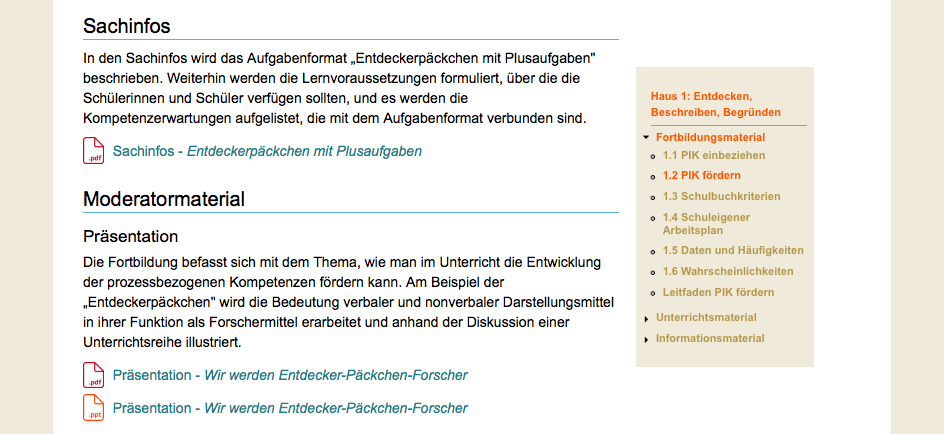 Sachinfos
In den Sachinfos wird das Aufgabenformat „Entdeckerpäckchen mit Plusaufgaben"
beschrieben. Weiterhin werden die Lernvoraussetzungen formuliert, über die die
Schülerinnen und Schüler verfügen sollten, und es werden die
Kompetenzerwartungen aufgelistet, die mit dem Aufgabenformat verbunden sind.
.pdf Sachinfos - Entdeckerpäckchen mit Plusaufgaben
Moderatormaterial
Präsentation
Die Fortbildung befasst sich mit dem Thema, wie man im Unterricht die Entwicklung
der prozessbezogenen Kompetenzen fördern kann. Am Beispiel der
„Entdeckerpäckchen" wird die Bedeutung verbaler und nonverbaler Darstellungsmittel
in ihrer Funktion als Forschermittel erarbeitet und anhand der Diskussion einer
Unterrichtsreihe illustriert.
.pdf Präsentation - Wir werden Entdecker-Päckchen-Forscher
.ppt Präsentation - Wir werden Entdecker-Päckchen-Forscher
Haus 1: Entdecken,
Beschreiben, Begründen
Fortbildungsmaterial
1.1 PIK einbeziehen
1.2 PIK fördern
1.3 Schulbuchkriterien
1.4 Schuleigener
Arbeitsplan
1.5 Daten und Häufigkeiten
1.6 Wahrscheinlichkeiten
Leitfaden PIK fördern
Unterrichtsmaterial
Informationsmaterial